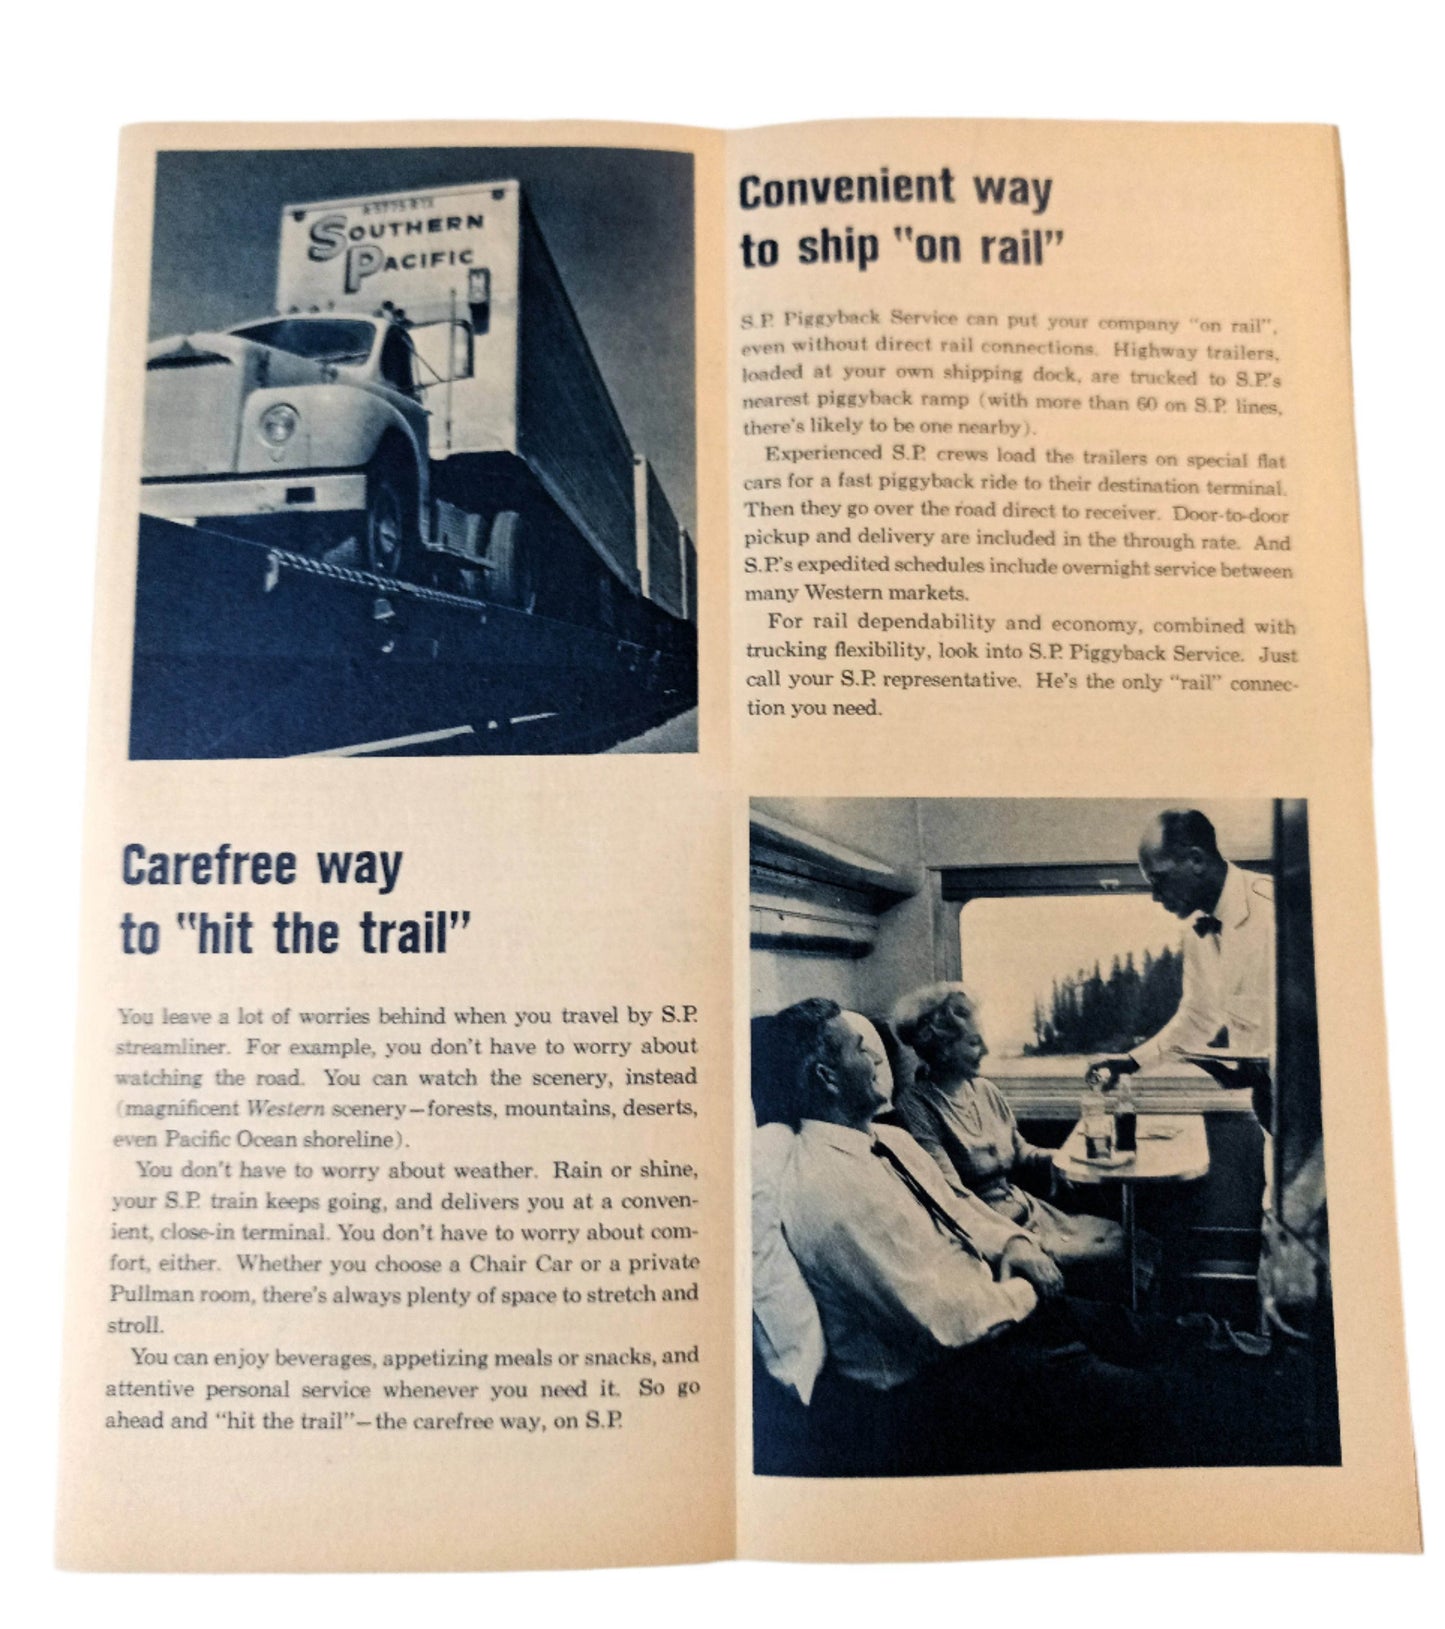 SOUTHERN
PACIFIC
Convenient way
to ship "on rail"
S.P. Piggyback Service can put your company "on rail",
even without direct rail connections. Highway trailers,
loaded at your own shipping dock, are trucked to S.P.'s
nearest piggyback ramp (with more than 60 on S.P. lines,
there's likely to be one nearby).
Experienced S.P. crews load the trailers on special flat
cars for a fast piggyback ride to their destination terminal.
Then they go over the road direct to receiver. Door-to-door
pickup and delivery are included in the through rate. And
S.P.'s expedited schedules include overnight service between
many Western markets.
For rail dependability and economy, combined with
trucking flexibility, look into S.P. Piggyback Service. Just
call your S.P. representative. He's the only "rail" connec-
tion you need.
Carefree way
to "hit the trail"
You leave a lot of worries behind when you travel by S.P.
streamliner. For example, you don't have to worry about
watching the road. You can watch the scenery, instead
(magnificent Western scenery—forests, mountains, deserts,
even Pacific Ocean shoreline).
You don't have to worry about weather. Rain or shine,
your S.P. train keeps going, and delivers you at a conven-
ient, close-in terminal. You don't have to worry about com-
fort, either. Whether you choose a Chair Car or a private
Pullman room, there's always plenty of space to stretch and
stroll.
You can enjoy beverages, appetizing meals or snacks, and
attentive personal service whenever you need it. So go
ahead and "hit the trail"—the carefree way, on S.P.